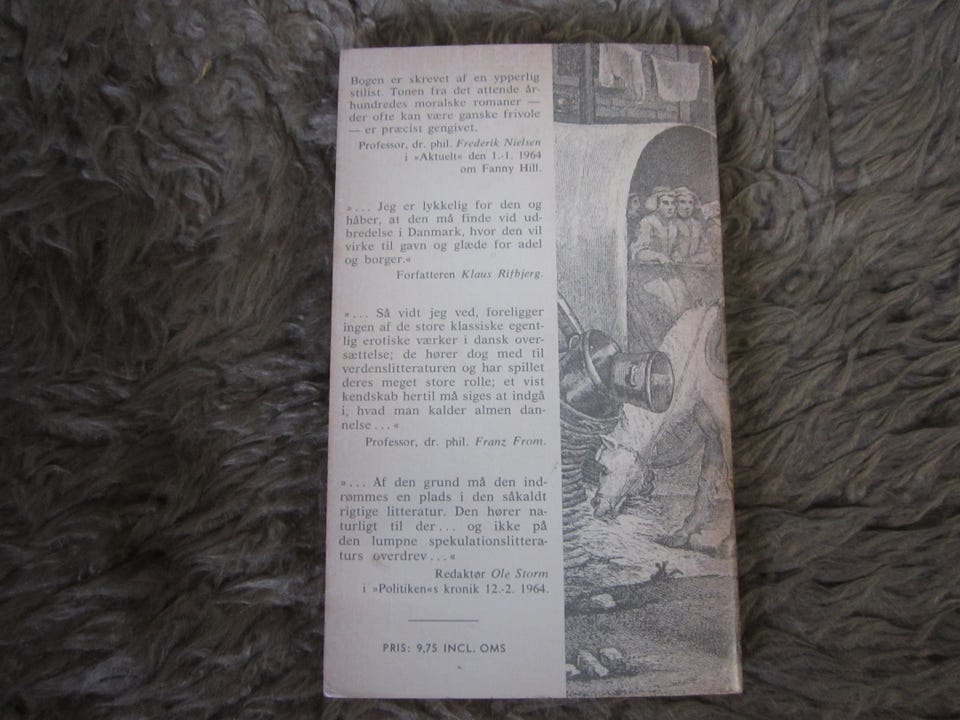 Bogen er skrevet af en ypperlig
stilist. Tonen fra det attende år-
hundredes moralske romaner —
der ofte kan være ganske frivole
— er præcist gengivet.
Professor, dr. phil. Frederik Nielsen
i »Aktuelt« den 1.-1. 1964
om Fanny Hill.
»... Jeg er lykkelig for den og
håber, at den må finde vid ud-
bredelse i Danmark, hvor den vil
virke til gavn og glæde for adel
og borger.«
Forfatteren Klaus Rifbjerg.
»... Så vidt jeg ved, foreligger
ingen af de store klassiske egent-
lig erotiske værker i dansk over-
sættelse; de hører dog med til
verdenslitteraturen og har spillet
deres meget store rolle; et vist
kendskab hertil må siges at indgå
i, hvad man kalder almen dan-
nelse...«
Professor, dr. phil. Franz From.
»... Af den grund må den ind-
rømmes en plads i den såkaldt
rigtige litteratur. Den hører na-
turligt til der... og ikke på
den lumpne spekulationslittera-
turs overdrev...«
Redaktør Ole Storm
i »Politiken«s kronik 12.-2. 1964.
PRIS: 9,75 INCL. OMS